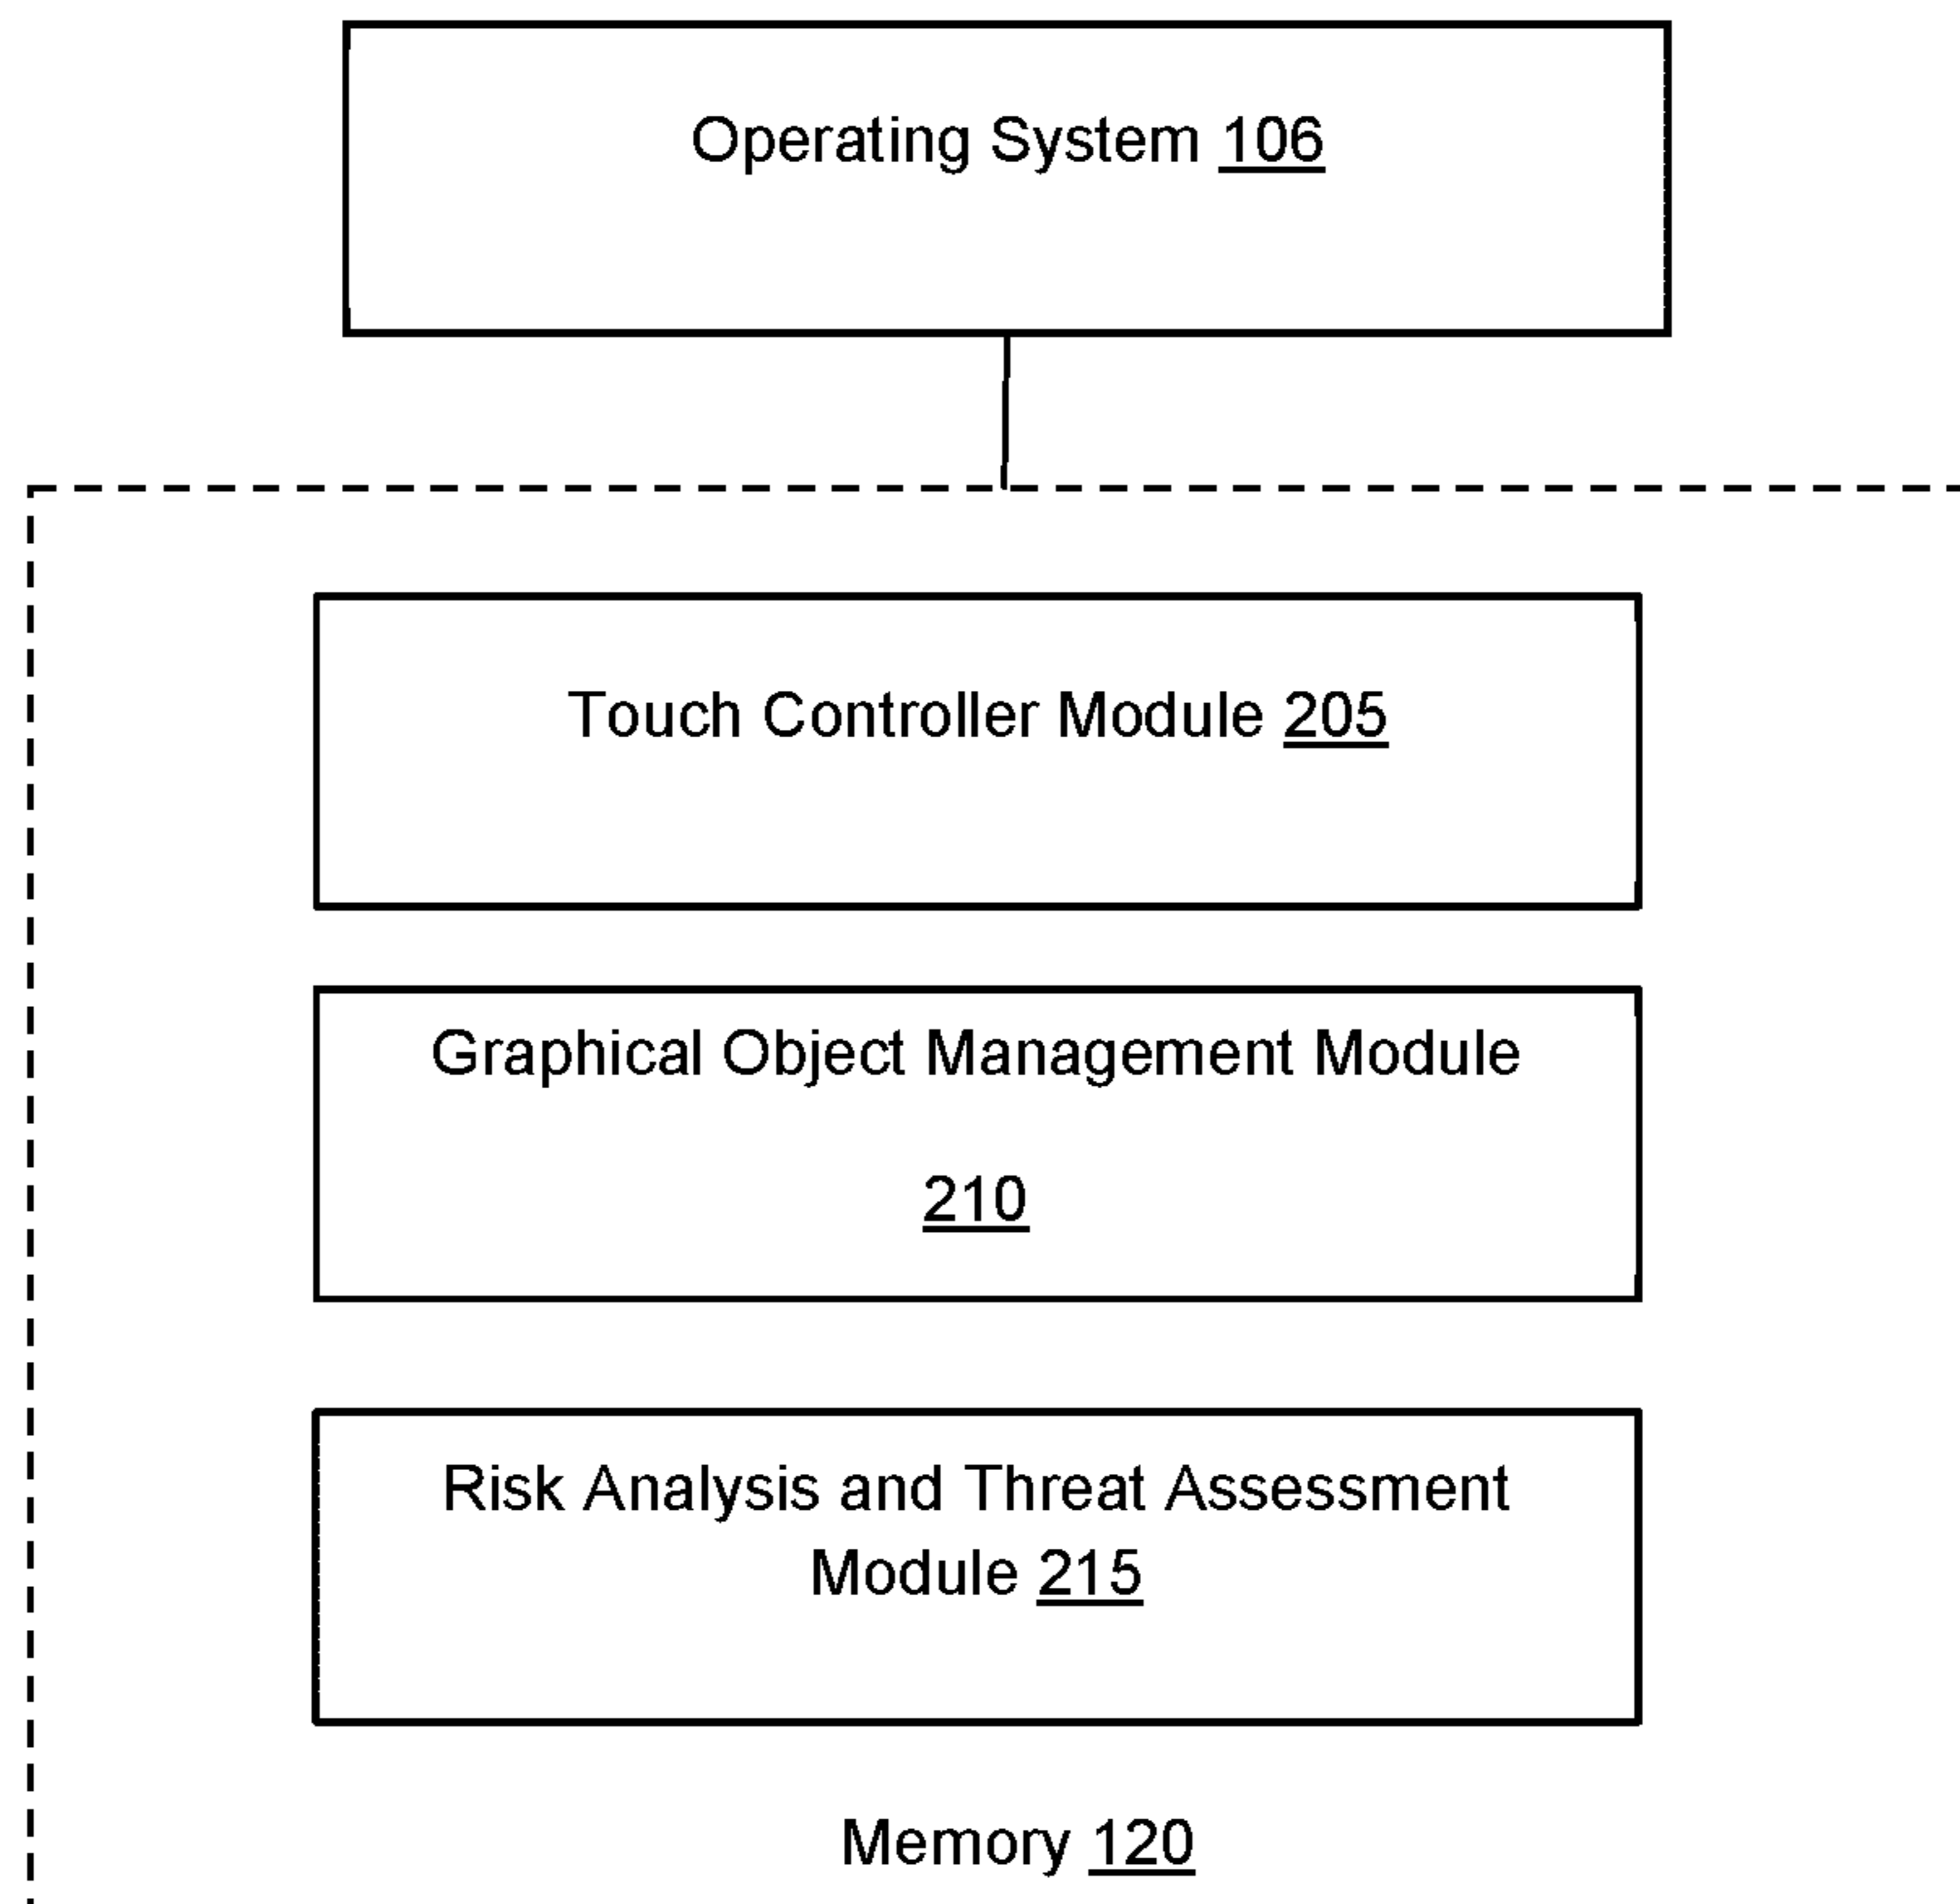 Operating System 106
Touch Controller Module 205
Graphical Object Management Module
210
Risk Analysis and Threat Assessment
Module 215
Memory 120